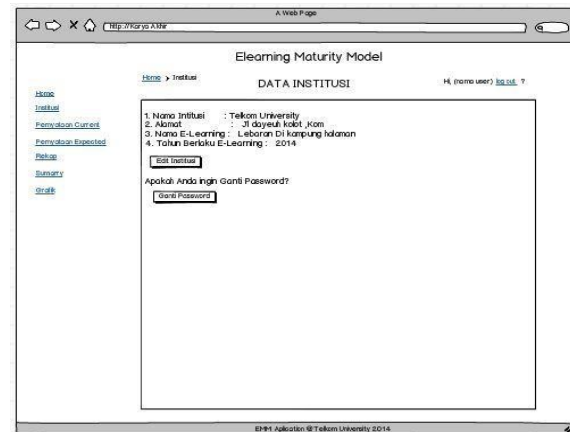 A Web Page
http://Karya Akhir
Elearning Maturity Model
Home > Institusi
DATA INSTITUSI
Hi, (nama user) log out ?
Home
Institusi
Pernyataan Current
Pernyataan Expected
Rekap
Sumarry
Grafik
1. Nama Intitusi : Telkom University
2. Alamat : Jl dayeuh kolot ,Kom
3. Nama E-Learning : Lebaran Di kampung halaman
4. Tahun Berlaku E-Learning : 2014
Edit Institusi
Apakah Anda ingin Ganti Password?
Ganti Password
EMM Aplication @ Telkom University 2014